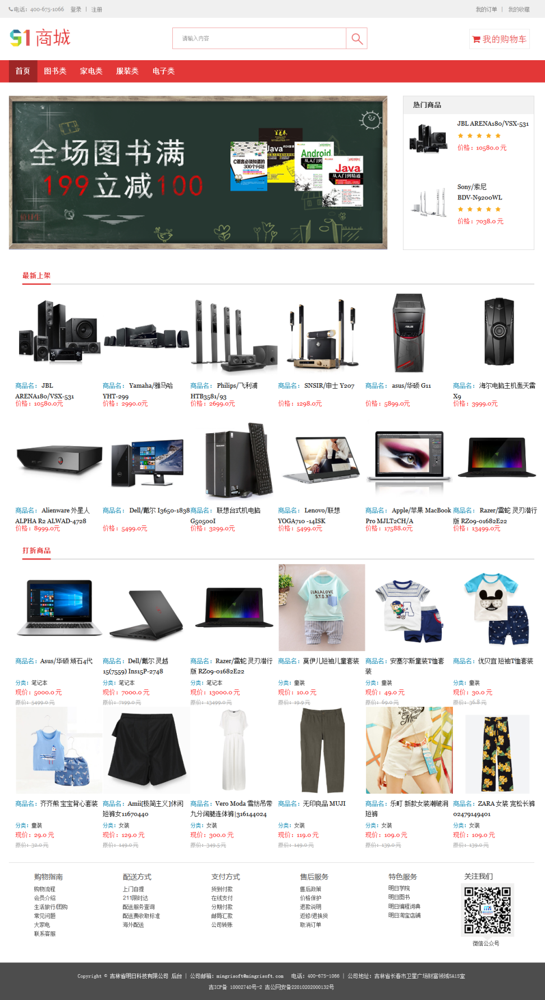 电话：400-675-1066 登录 | 注册 我的订单 | 我的收藏
51商城 请输入内容 我的购物车
首页 图书类 家电类 服装类 电子类
全场图书满
199立减100
Java
Android
从入门到精通
C语言必须知道的
300个问题
Java
从入门到精通
热门商品
JBL ARENA180/VSX-531
价格：10580.0 元
Sony/索尼
BDV-N9200WL
价格：7038.0 元
最新上架
商品名： JBL
ARENA180/VSX-531
价格：10580.0元
商品名： Yamaha/雅马哈
YHT-299
价格：2990.0元
商品名： Philips/飞利浦
HTB3581/93
价格：2699.0元
商品名： SNSIR/申士 Y207
价格：1298.0元
商品名： asus/华硕 G11
价格：5899.0元
商品名： 海尔电脑主机轰天雷
X9
价格：3999.0元
商品名： Alienware 外星人
ALPHA R2 ALWAD-4728
价格：8999.0元
商品名： Dell/戴尔 I3650-1838
价格：5499.0元
商品名： 联想台式机电脑
G5050OI
价格：3299.0元
商品名： Lenovo/联想
YOGA710 -14ISK
价格：5499.0元
商品名： Apple/苹果 MacBook
Pro MJLT2CH/A
价格：17588.0元
商品名： Razer/雷蛇 灵刃潜行
版 RZ09-01682E22
价格：13499.0元
打折商品
商品名：Asus/华硕 顽石4代
分类：笔记本
现价：5000.0 元
原价：5499.0 元
商品名：Dell/戴尔 灵越
15(7559) Ins15P-2748
分类：笔记本
现价：7000.0 元
原价：7199.0 元
商品名：Razer/雷蛇 灵刃潜行
版 RZ09-01682E22
分类：笔记本
现价：13000.0 元
原价：13499.0 元
商品名：莫伊儿短袖儿童套装
分类：童装
现价：10.0 元
原价：19.9 元
商品名：安塞尔斯童装T恤套
装
分类：童装
现价：49.0 元
原价：69.0 元
商品名：优贝宜 短袖T恤套装
分类：童装
现价：30.0 元
原价：36.8 元
商品名：齐齐熊 宝宝背心套装
分类：童装
现价：29.0 元
原价：32.0 元
商品名：Amii[极简主义]休闲
短裤女11670440
分类：女装
现价：129.0 元
原价：149.0 元
商品名：Vero Moda 雪纺吊带
九分阔腿连体裤|316144024
分类：女装
现价：300.0 元
原价：349.5 元
商品名：无印良品 MUJI
分类：女装
现价：119.0 元
原价：149.0 元
商品名：乐町 新款女装潮破洞
短裤
分类：女装
现价：109.0 元
原价：139.0 元
商品名：ZARA 女装 宽松长裤
02479149401
分类：女装
现价：109.0 元
原价：139.0 元
购物指南
购物流程
会员介绍
生活旅行/团购
常见问题
大家电
联系客服
配送方式
上门自提
211限时达
配送服务查询
配送费收取标准
海外配送
支付方式
货到付款
在线支付
分期付款
邮局汇款
公司转账
售后服务
售后政策
价格保护
退款说明
返修/退换货
取消订单
特色服务
明日学院
明日图书
明日编程词典
明日淘宝店铺
关注我们
微信公众号
Copyright © 吉林省明日科技有限公司 后台 | 公司邮箱：mingrisoft@mingrisoft.com 电话：400-675-1066 | 公司地址：吉林省长春市卫星广场财富领域5A15室
吉ICP备 10002740号-2 吉公网安备22010202000132号